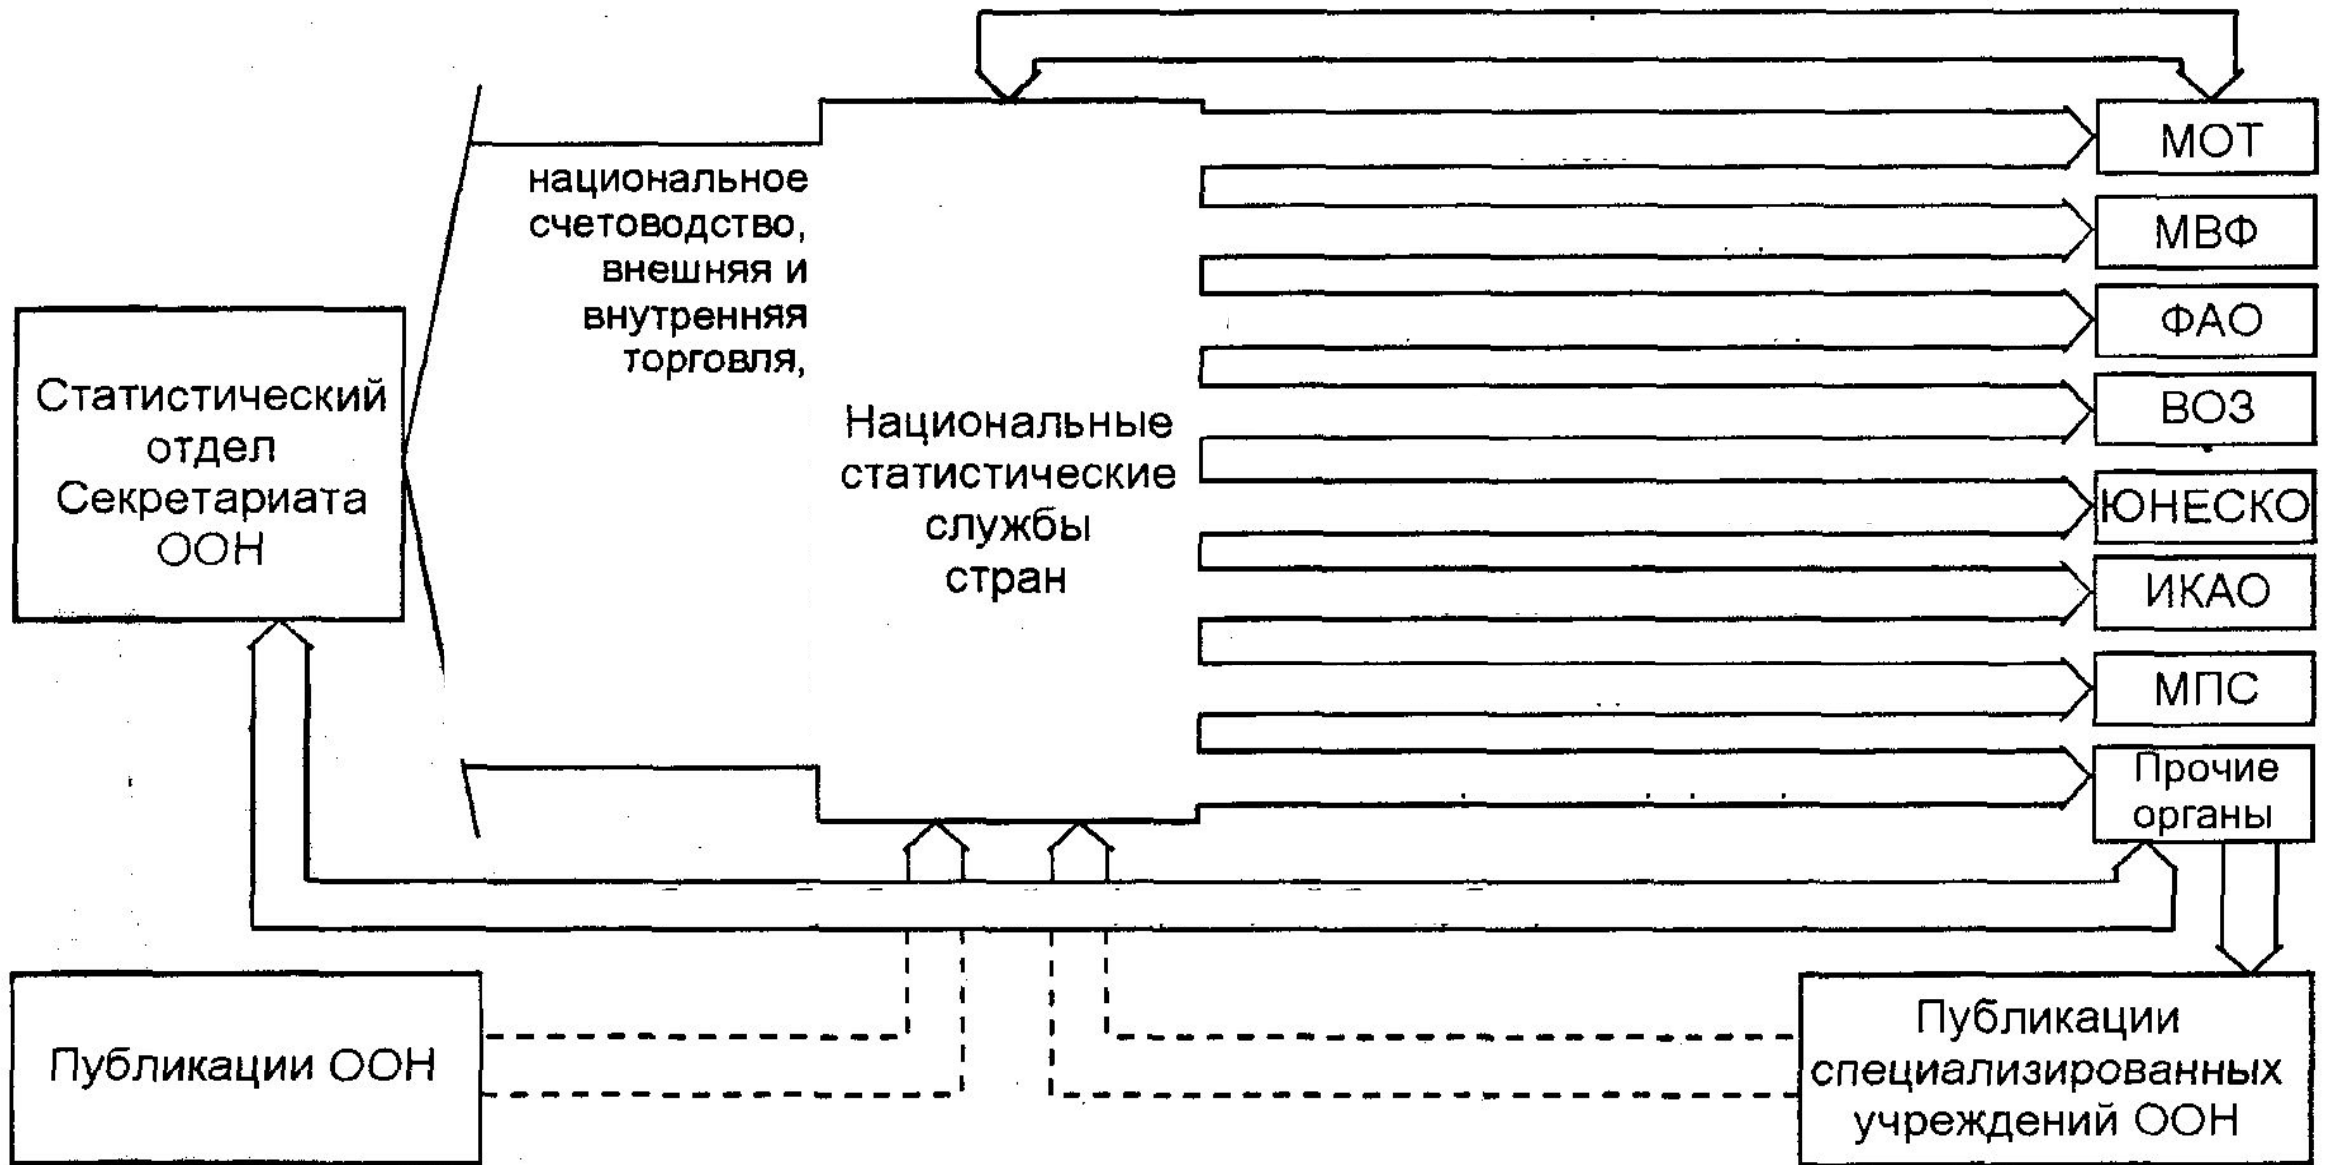 национальное
счетоводство,
внешняя и
внутренняя
торговля,
Статистический
отдел
Секретариата
ООН
Национальные
статистические
службы
стран
МОТ
МВФ
ФАО
ВОЗ
ЮНЕСКО
ИКАО
МПС
Прочие
органы
Публикации ООН
Публикации
специализированных
учреждений ООН